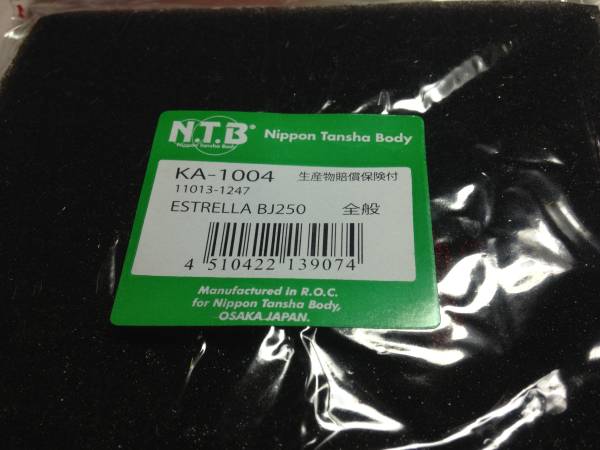 N.T.B® Nippon Tansha Body
Nippon Tansha Body
KA-1004 生産物賠償保険付
11013-1247
ESTRELLA BJ250 全般
4 510422 139074
Manufactured in R.O.C.
for Nippon Tansha Body,
OSAKA JAPAN.